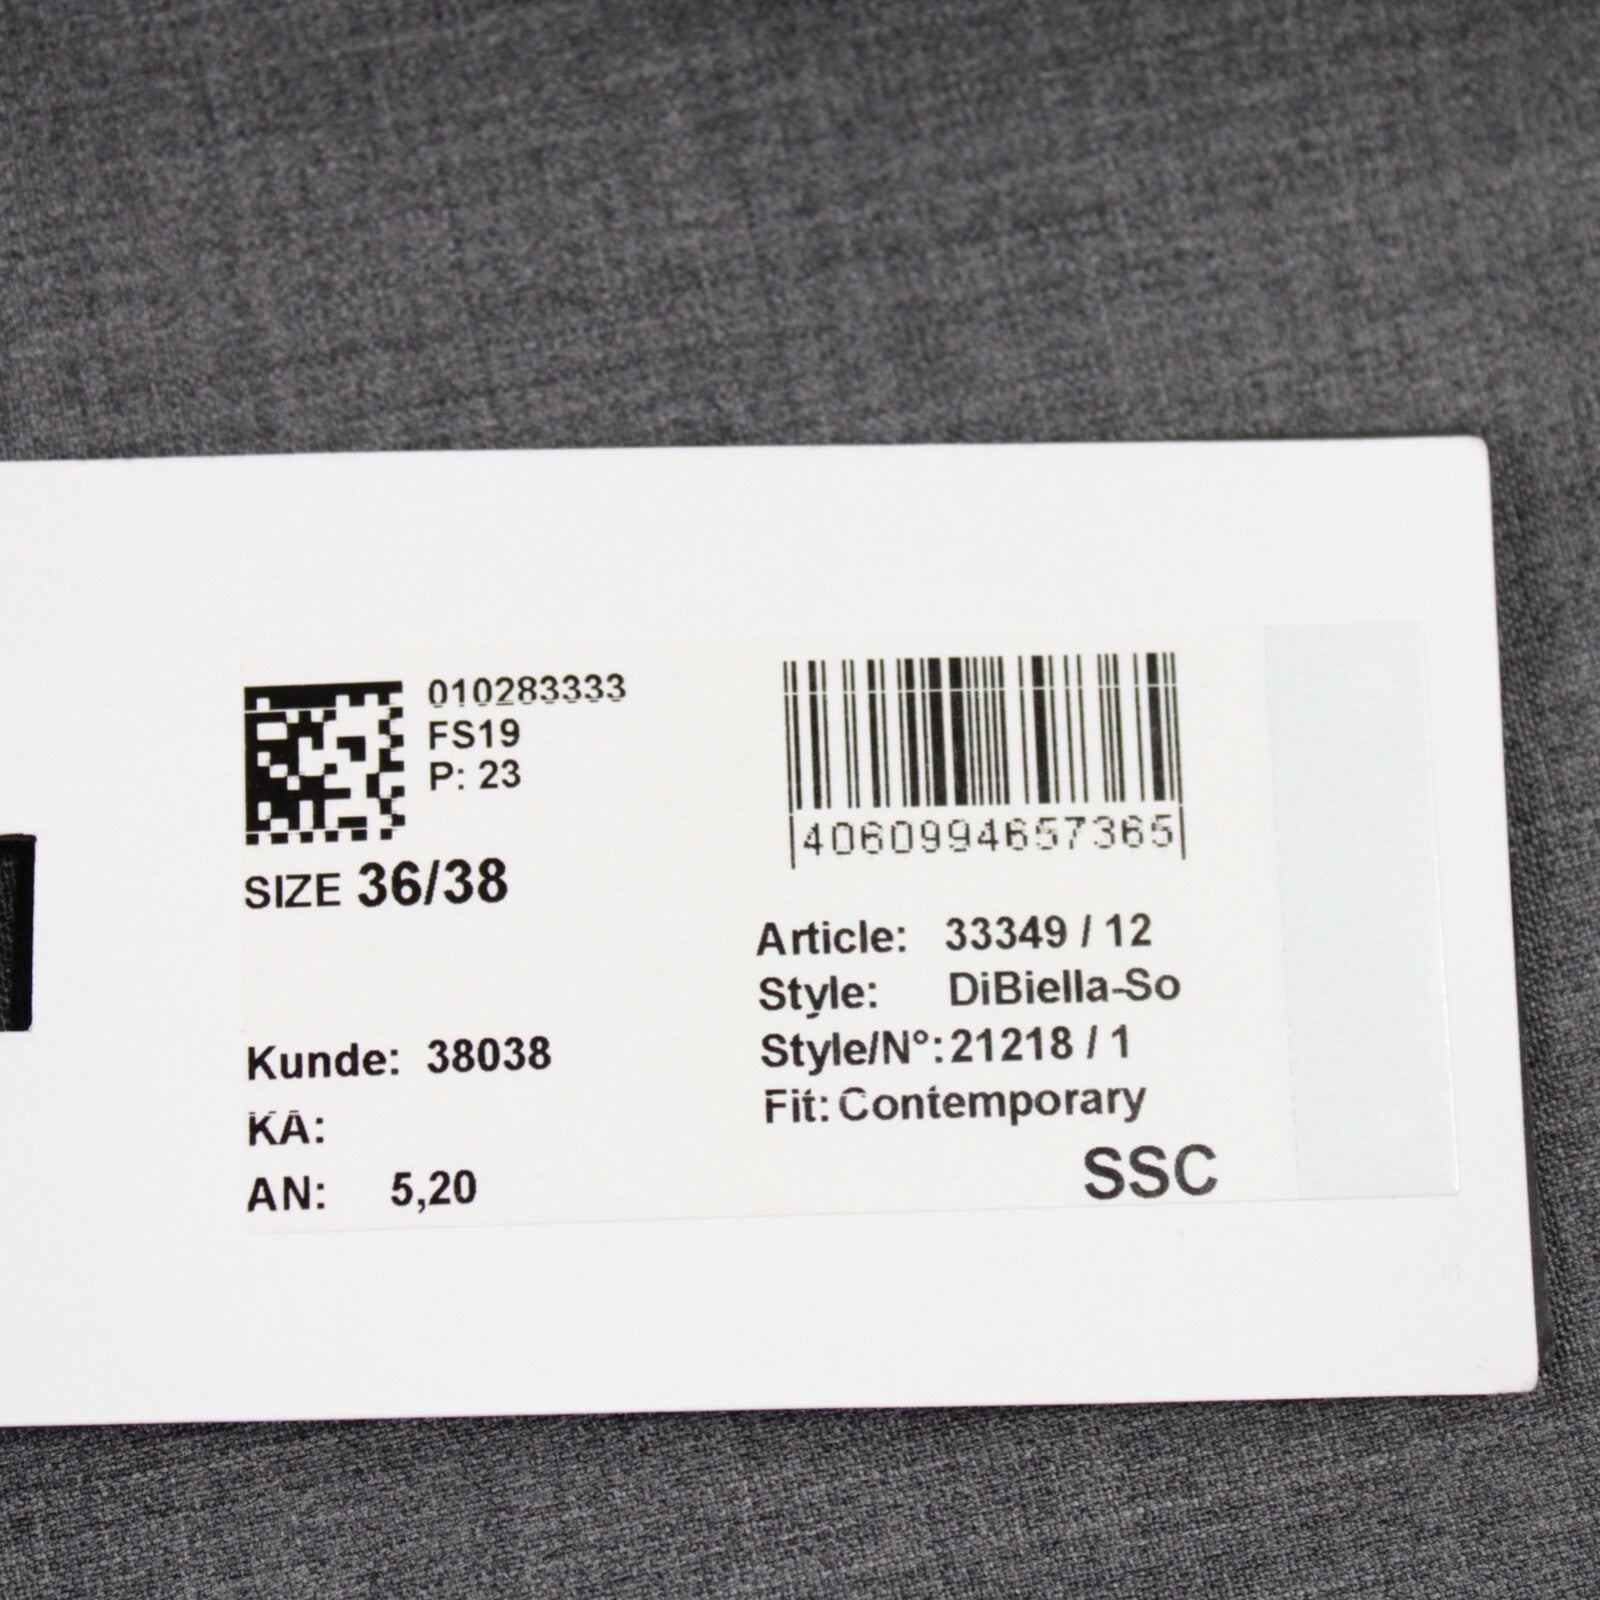 010283333
FS19
P: 23
SIZE 36/38
Kunde: 38038
KA:
AN: 5,20
4060994657365
Article: 33349 / 12
Style: DiBiella-So
Style/N°: 21218 / 1
Fit: Contemporary
SSC